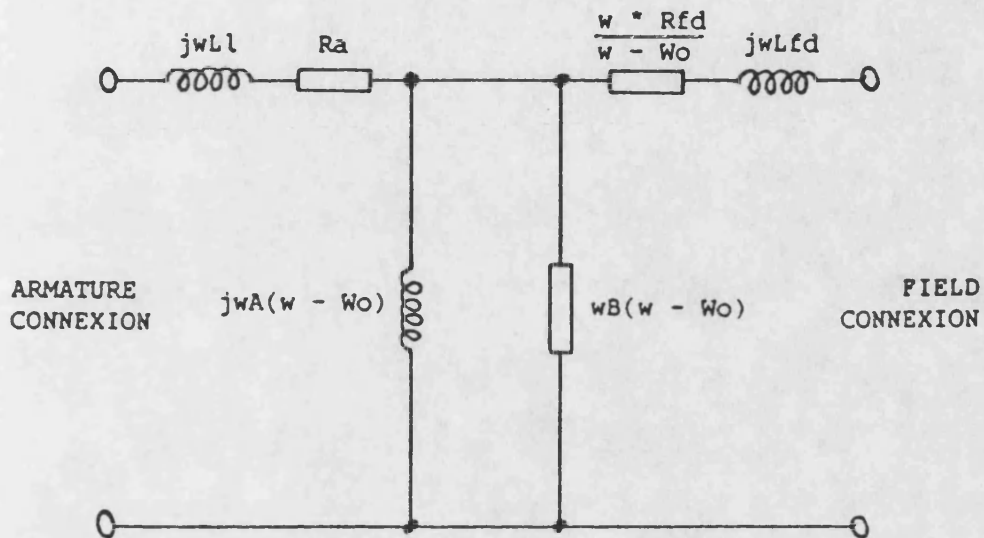 jwLl
Ra
w * Rfd
w - Wo
jwLfd
ARMATURE
CONNEXION
jwA(w - Wo)
wB(w - Wo)
FIELD
CONNEXION